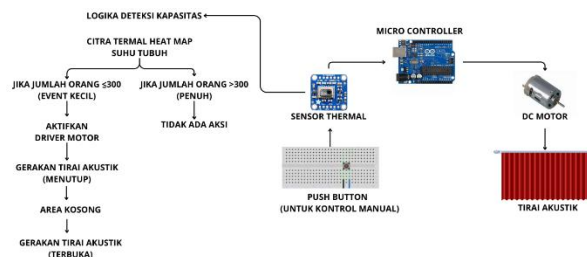 LOGIKA DETEKSI KAPASITAS
CITRA TERMAL HEAT MAP
SUHU TUBUH
JIKA JUMLAH ORANG ≤300
(EVENT KECIL)
JIKA JUMLAH ORANG >300
(PENUH)
AKTIFKAN
DRIVER MOTOR
TIDAK ADA AKSI
GERAKAN TIRAI AKUSTIK
(MENUTUP)
AREA KOSONG
GERAKAN TIRAI AKUSTIK
(TERBUKA)
MICRO CONTROLLER
SENSOR THERMAL
DC MOTOR
PUSH BUTTON
(UNTUK KONTROL MANUAL)
TIRAI AKUSTIK